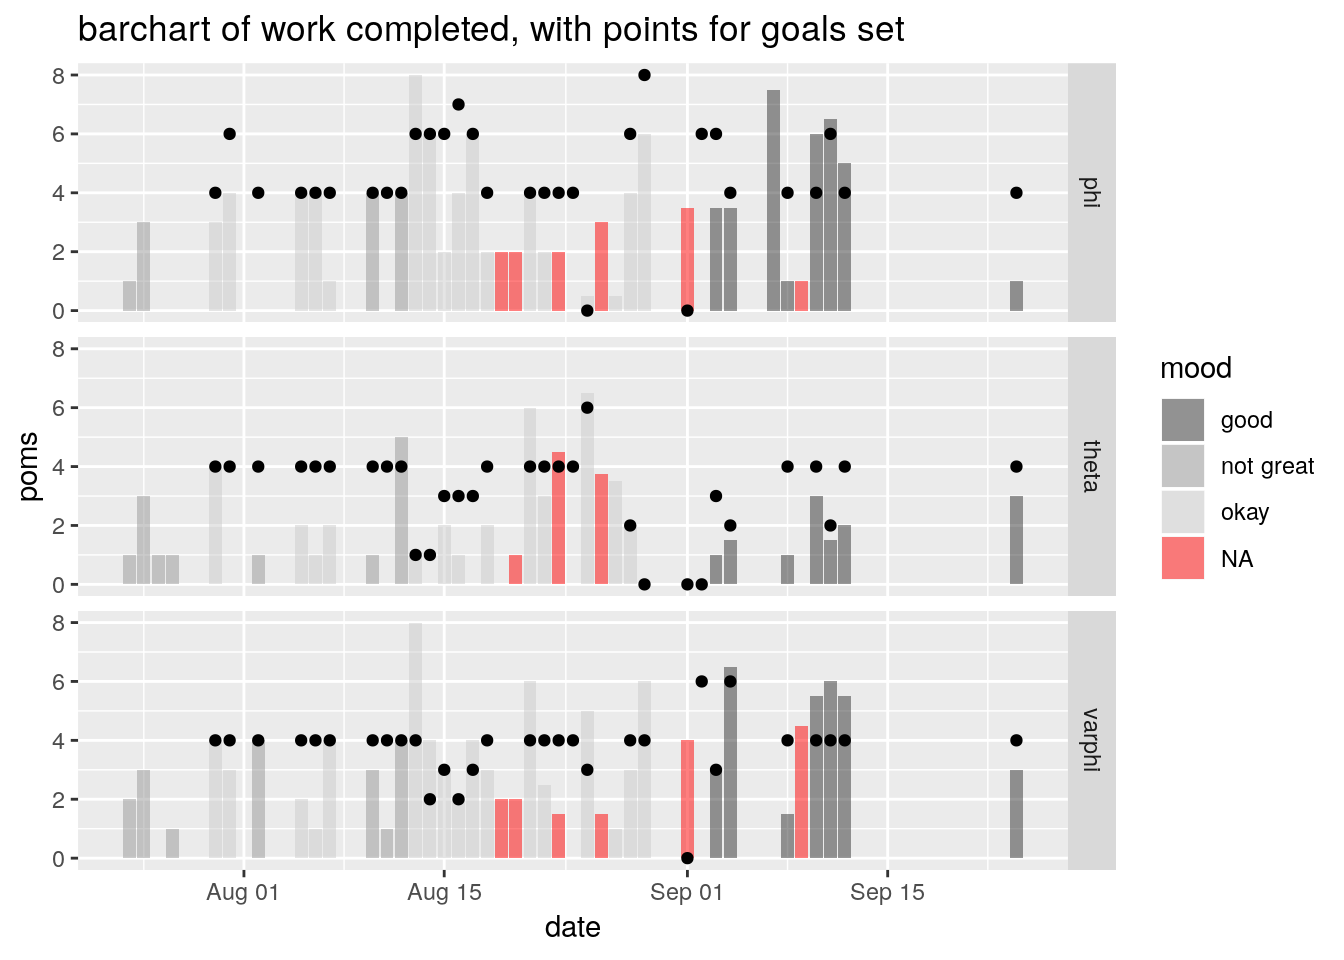 barchart of work completed, with points for goals set
8
6
4
2
0
phi
8
6
4
2
0
theta
8
6
4
2
0
varphi
poms
Aug 01
Aug 15
Sep 01
Sep 15
date
mood
good
not great
okay
NA